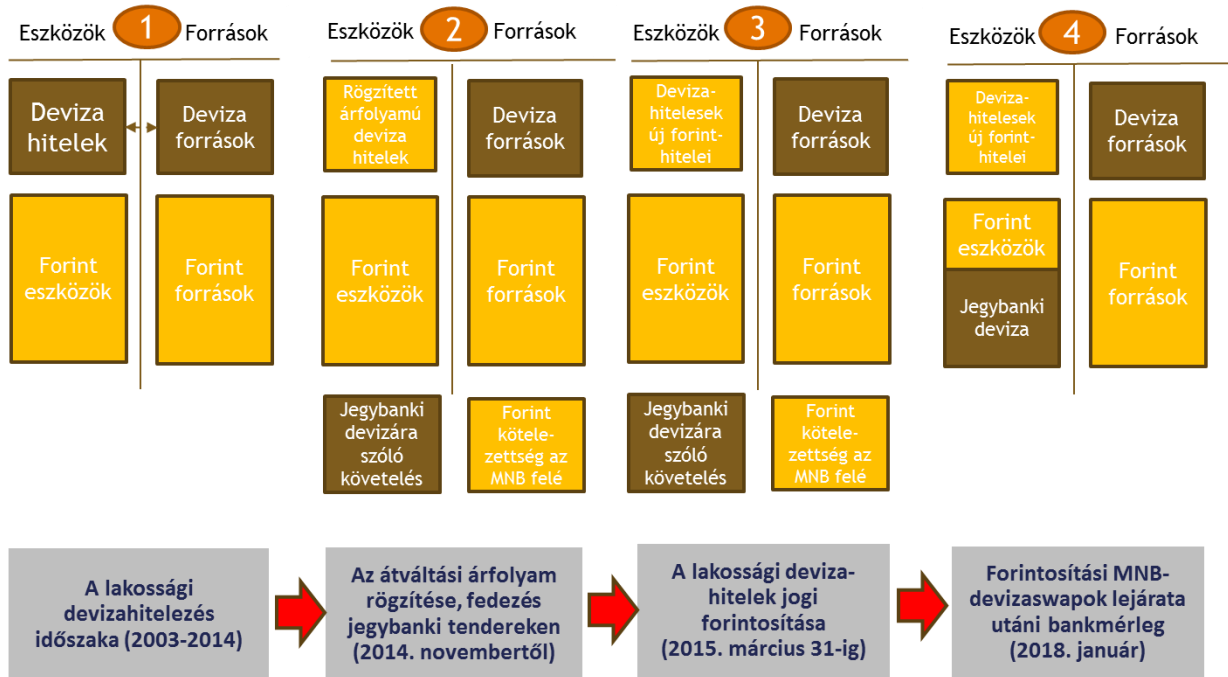 Eszközök 1 Források
Deviza
hitelek
Deviza
források
Forint
eszközök
Forint
források
Eszközök 2 Források
Rögzített
árfolyamú
deviza
hitelek
Deviza
források
Forint
eszközök
Forint
források
Jegybanki
devizára
szóló
követelés
Forint
kötele-
zettség az
MNB felé
Eszközök 3 Források
Deviza-
hitelesek
új forint-
hitelei
Deviza
források
Forint
eszközök
Forint
források
Jegybanki
devizára
szóló
követelés
Forint
kötele-
zettség az
MNB felé
Eszközök 4 Források
Deviza-
hitelesek
új forint-
hitelei
Deviza
források
Forint
eszközök
Jegybanki
deviza
Forint
források
A lakossági
devizahitelezés
időszaka (2003-2014)
Az átváltási árfolyam
rögzítése, fedezés
jegybanki tendereken
(2014. novembertől)
A lakossági deviza-
hitelek jogi
forintosítása
(2015. március 31-ig)
Forintosítási MNB-
devizaswapok lejárata
utáni bankmérleg
(2018. január)